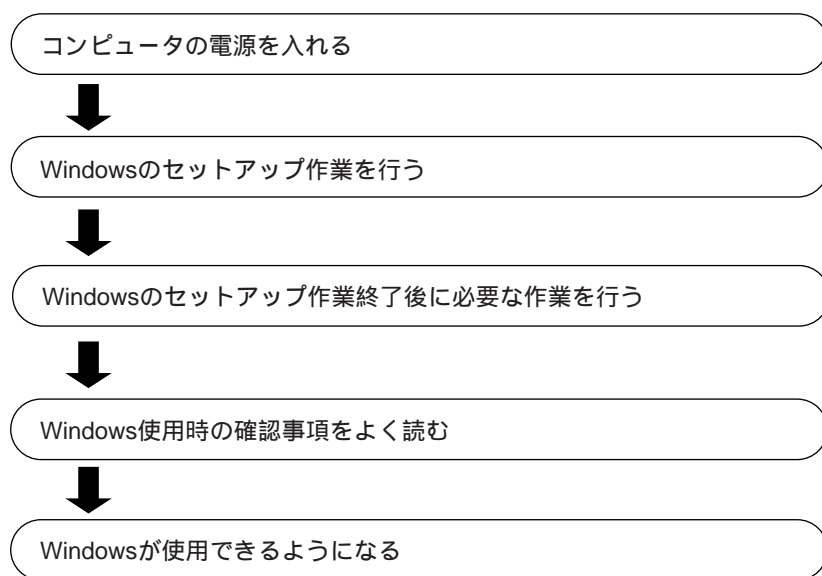 コンピュータの電源を入れる
Windowsのセットアップ作業を行う
Windowsのセットアップ作業終了後に必要な作業を行う
Windows使用時の確認事項をよく読む
Windowsが使用できるようになる